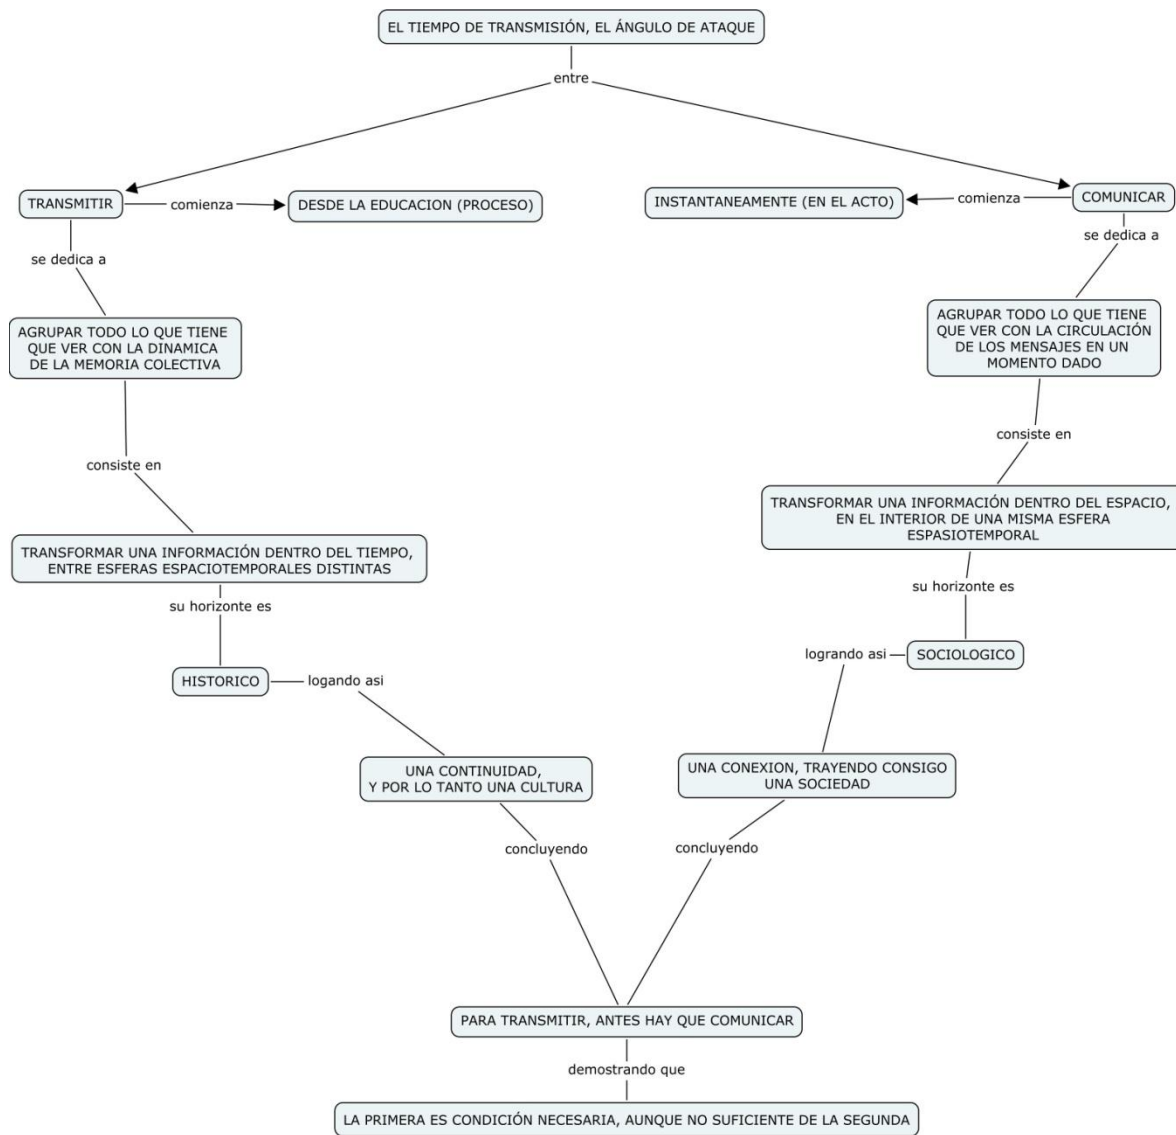 EL TIEMPO DE TRANSMISIÓN, EL ÁNGULO DE ATAQUE
entre
TRANSMITIR
comienza
DESDE LA EDUCACION (PROCESO)
INSTANTANEAMENTE (EN EL ACTO)
comienza
COMUNICAR
se dedica a
se dedica a
AGRUPAR TODO LO QUE TIENE
QUE VER CON LA DINAMICA
DE LA MEMORIA COLECTIVA
AGRUPAR TODO LO QUE TIENE
QUE VER CON LA CIRCULACIÓN
DE LOS MENSAJES EN UN
MOMENTO DADO
consiste en
consiste en
TRANSFORMAR UNA INFORMACIÓN DENTRO DEL TIEMPO,
ENTRE ESFERAS ESPACIOTEMPORALES DISTINTAS
TRANSFORMAR UNA INFORMACIÓN DENTRO DEL ESPACIO,
EN EL INTERIOR DE UNA MISMA ESFERA
ESPASIOTEMPORAL
su horizonte es
su horizonte es
HISTORICO
logando asi
logrando asi
SOCIOLOGICO
UNA CONTINUIDAD,
Y POR LO TANTO UNA CULTURA
UNA CONEXION, TRAYENDO CONSIGO
UNA SOCIEDAD
concluyendo
concluyendo
PARA TRANSMITIR, ANTES HAY QUE COMUNICAR
demostrando que
LA PRIMERA ES CONDICIÓN NECESARIA, AUNQUE NO SUFICIENTE DE LA SEGUNDA